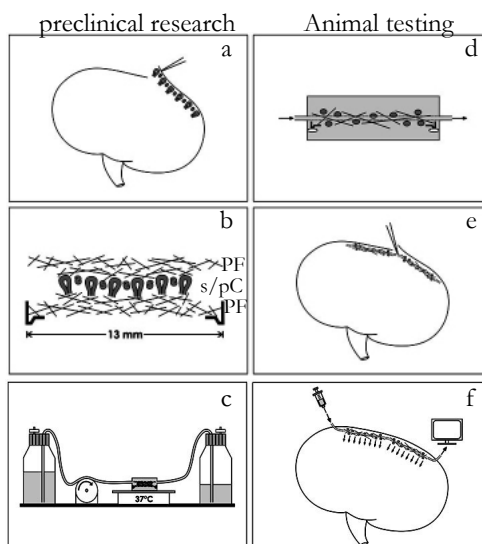 preclinical research
Animal testing
a
d
b
PF
s/pC
PF
13 mm
e
c
37°C
f